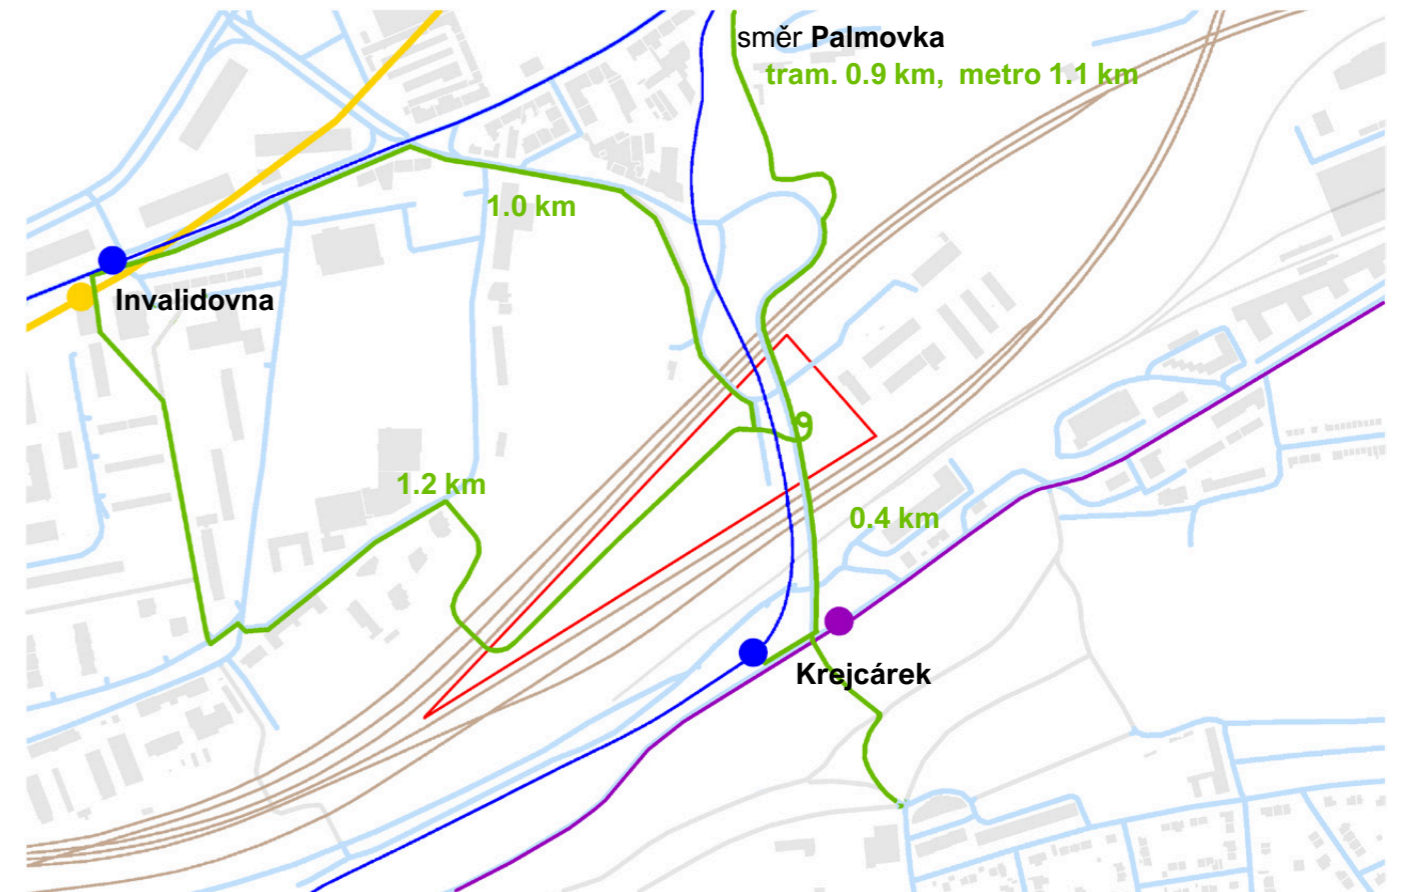 směr Palmovka
tram. 0.9 km, metro 1.1 km
1.0 km
Invalidovna
1.2 km
0.4 km
Krejcárek